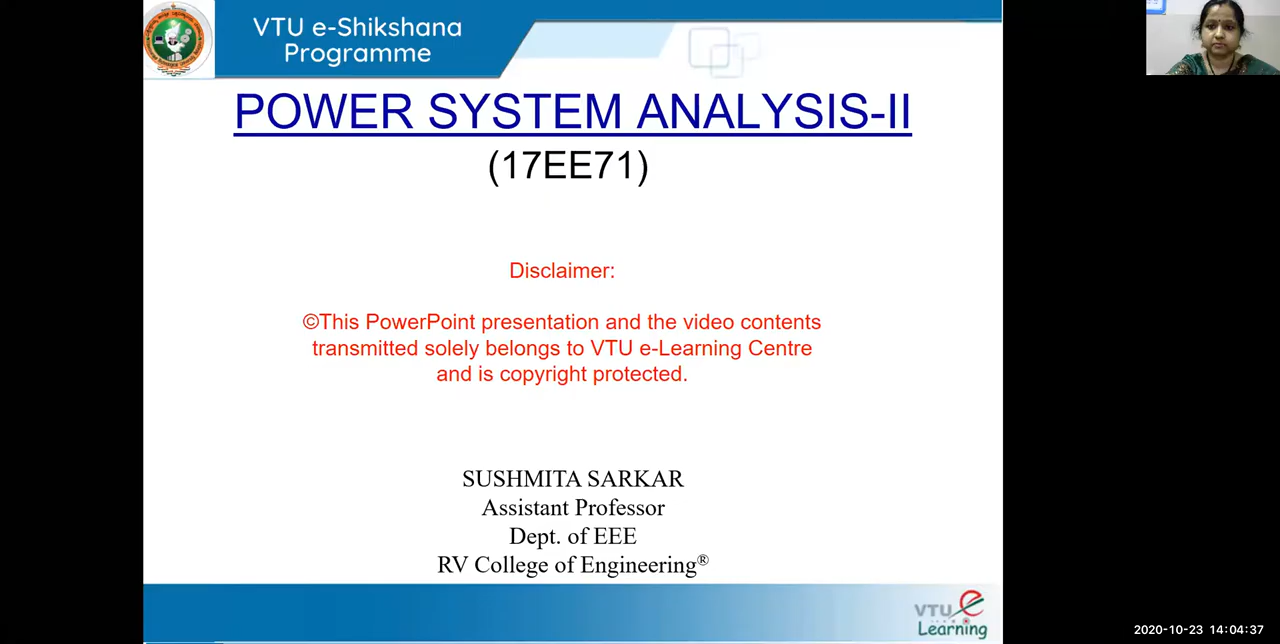 VTU e-Shikshana
Programme
POWER SYSTEM ANALYSIS-II
(17EE71)
Disclaimer:
©This PowerPoint presentation and the video contents
transmitted solely belongs to VTU e-Learning Centre
and is copyright protected.
SUSHMITA SARKAR
Assistant Professor
Dept. of EEE
RV College of Engineering®
VTU e
Learning
2020-10-23 14:04:37